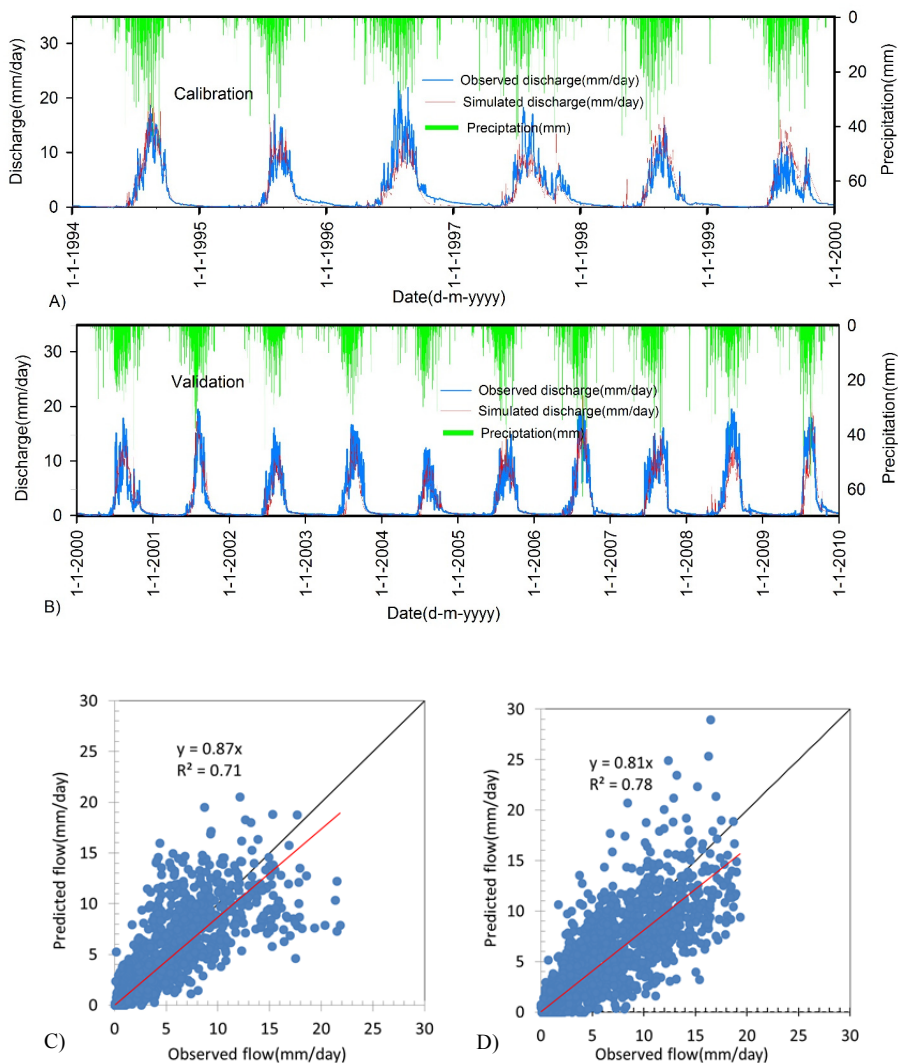 Discharge(mm/day)
30
20
10
0
Calibration
Observed discharge(mm/day)
Simulated discharge(mm/day)
Preciptation(mm)
0
20
40
60
Precipitation(mm)
1-1-1994
1-1-1995
1-1-1996
1-1-1997
1-1-1998
1-1-1999
1-1-2000
A)
Date(d-m-yyyy)
Discharge(mm/day)
30
20
10
0
Validation
Observed discharge(mm/day)
Simulated discharge(mm/day)
Precipitation(mm)
0
20
40
60
Precipitation(mm)
1-1-2000
1-1-2001
1-1-2002
1-1-2003
1-1-2004
1-1-2005
1-1-2006
1-1-2007
1-1-2008
1-1-2009
1-1-2010
B)
Date(d-m-yyyy)
Predicted flow(mm/day)
30
25
20
15
10
5
0
y = 0.87x
R² = 0.71
0 5 10 15 20 25 30
C)
Observed flow(mm/day)
Predicted flow(mm/day)
30
25
20
15
10
5
0
y = 0.81x
R² = 0.78
0 5 10 15 20 25 30
D)
Observed flow(mm/day)